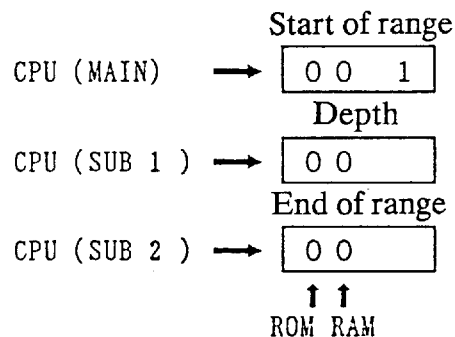 Start of range
CPU (MAIN) → 0 0 1
Depth
CPU (SUB 1 ) → 0 0
End of range
CPU (SUB 2 ) → 0 0
ROM RAM